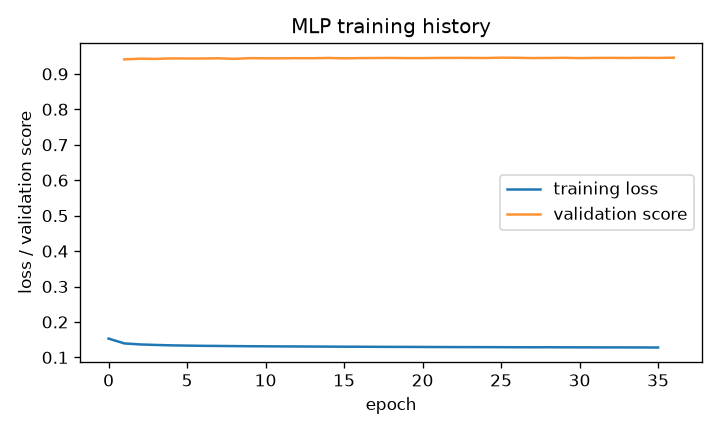 MLP training history
loss / validation score
0.9
0.8
0.7
0.6
0.5
0.4
0.3
0.2
0.1
training loss
validation score
0 5 10 15 20 25 30 35
epoch